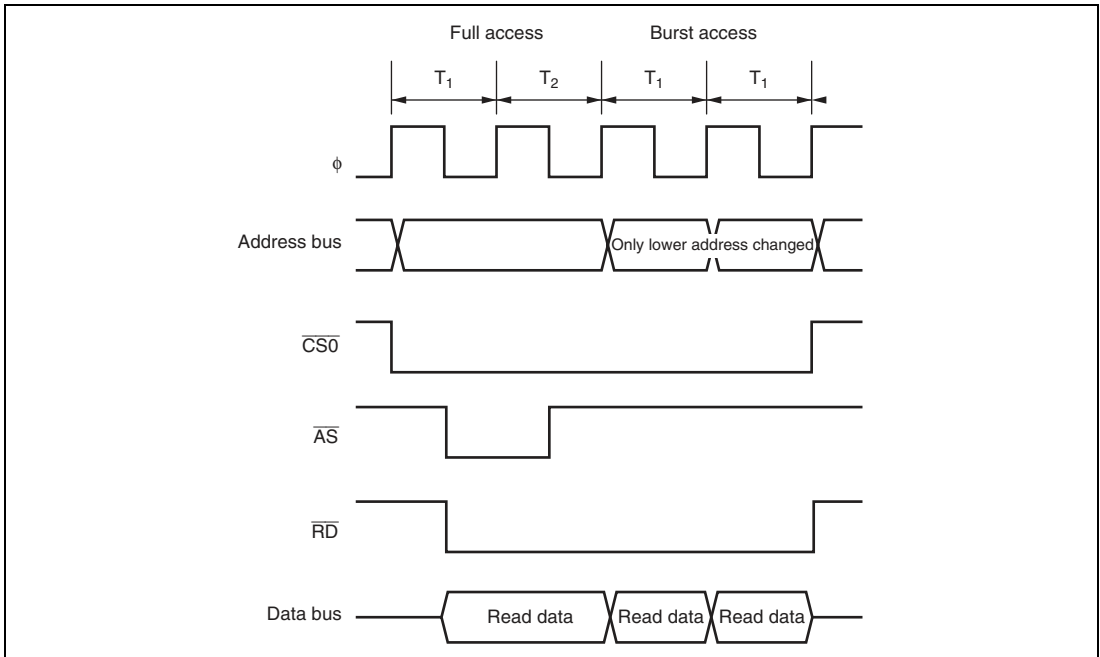 Full access Burst access
T1 T2 T1 T1
φ
Address bus Only lower address changed
CS0
AS
RD
Data bus Read data Read data Read data